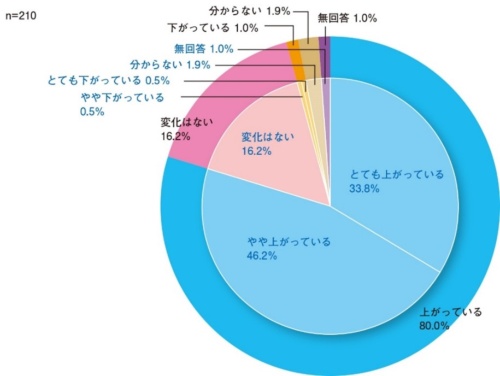 n=210
分からない 1.9%
下がっている 1.0%
無回答 1.0%
無回答 1.0%
分からない 1.9%
とても下がっている 0.5%
やや下がっている
0.5%
変化はない
16.2%
変化はない
16.2%
とても上がっている
33.8%
やや上がっている
46.2%
上がっている
80.0%